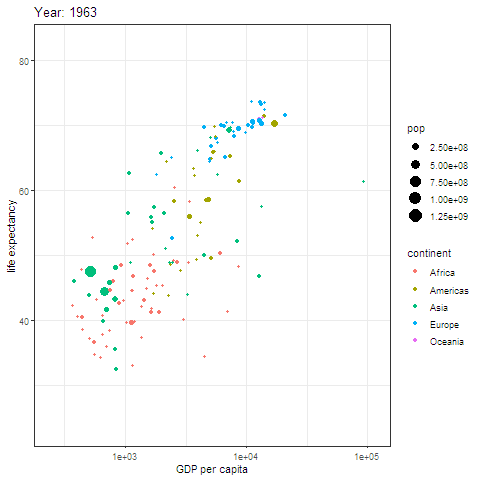 Year: 1963
80
60
40
life expectancy
1e+03
1e+04
1e+05
GDP per capita
pop
2.50e+08
5.00e+08
7.50e+08
1.00e+09
1.25e+09
continent
Africa
Americas
Asia
Europe
Oceania